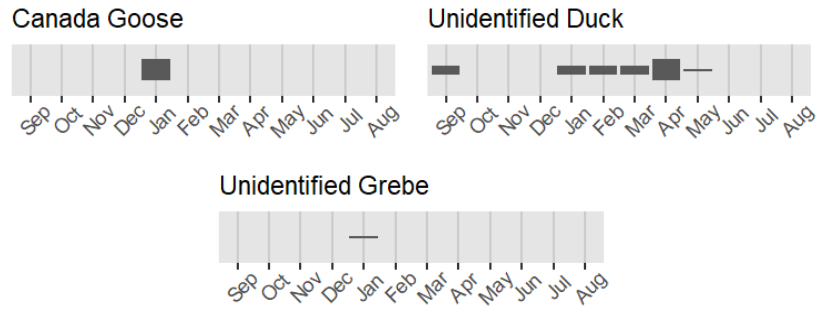 Canada Goose
Sep Oct Nov Dec Jan Feb Mar Apr May Jun Jul Aug
Unidentified Duck
Sep Oct Nov Dec Jan Feb Mar Apr May Jun Jul Aug
Unidentified Grebe
Sep Oct Nov Dec Jan Feb Mar Apr May Jun Jul Aug